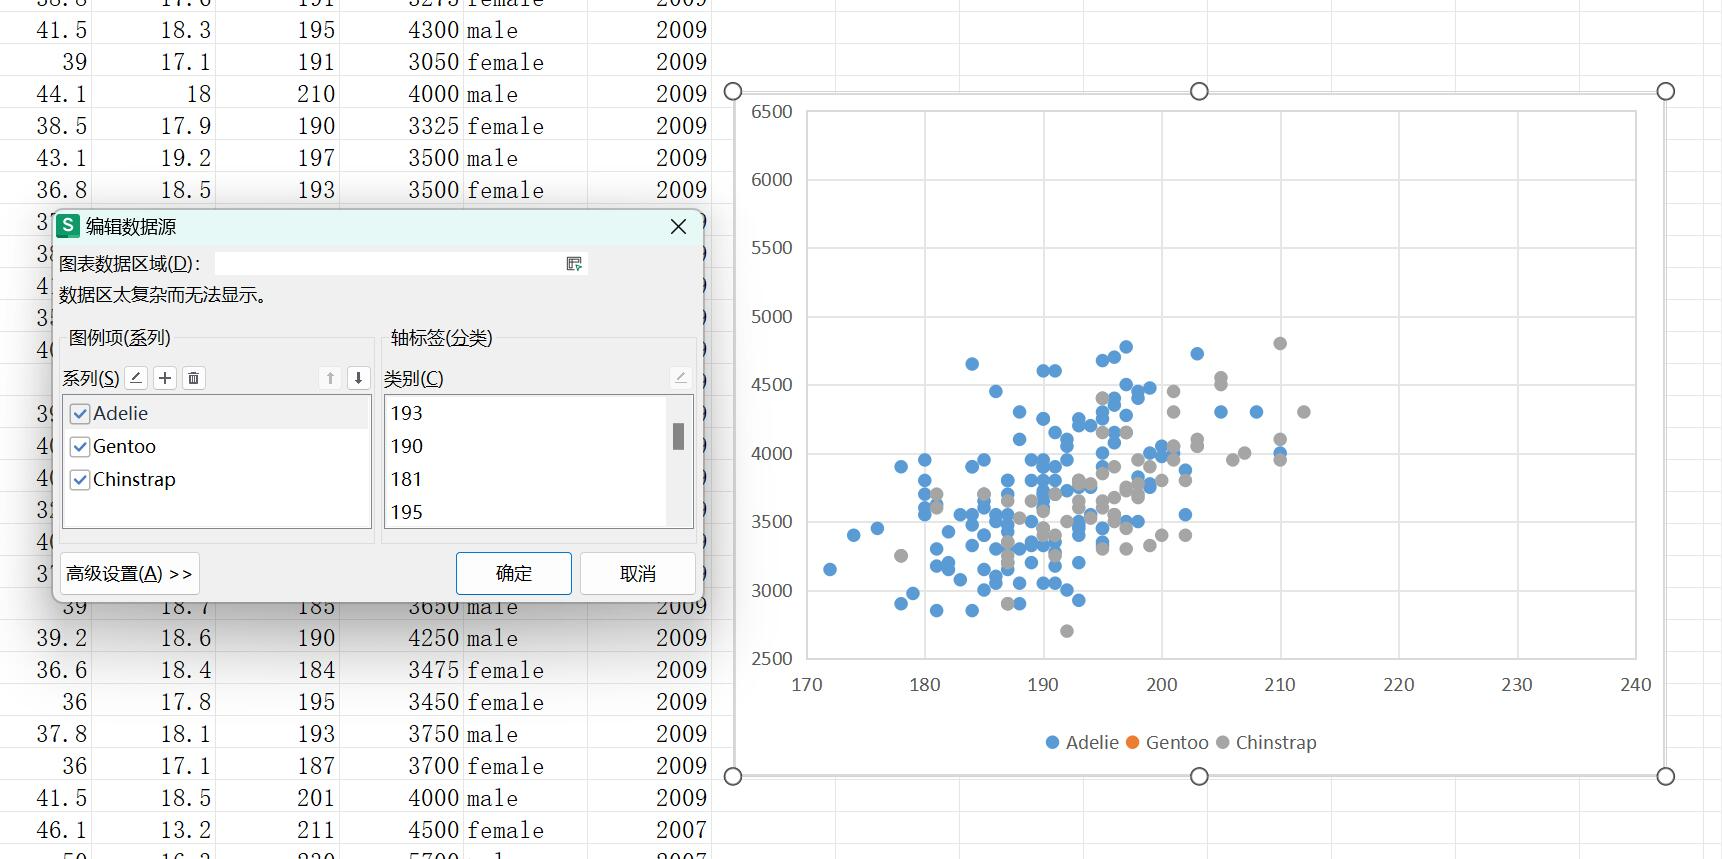 41.5 18.3 195 4300 male 2009
39 17.1 191 3050 female 2009
44.1 18 210 4000 male 2009
38.5 17.9 190 3325 female 2009
43.1 19.2 197 3500 male 2009
36.8 18.5 193 3500 female 2009
S 编辑数据源
图表数据区域(D):
数据区太复杂而无法显示。
图例项(系列)
系列(S)
Adelie
Gentoo
Chinstrap
轴标签(分类)
类别(C)
193
190
181
195
高级设置(A) >>
确定
取消
39 18.7 185 3650 male 2009
39.2 18.6 190 4250 male 2009
36.6 18.4 184 3475 female 2009
36 17.8 195 3450 female 2009
37.8 18.1 193 3750 male 2009
36 17.1 187 3700 female 2009
41.5 18.5 201 4000 male 2009
46.1 13.2 211 4500 female 2007
6500
6000
5500
5000
4500
4000
3500
3000
2500
170 180 190 200 210 220 230 240
Adelie Gentoo Chinstrap